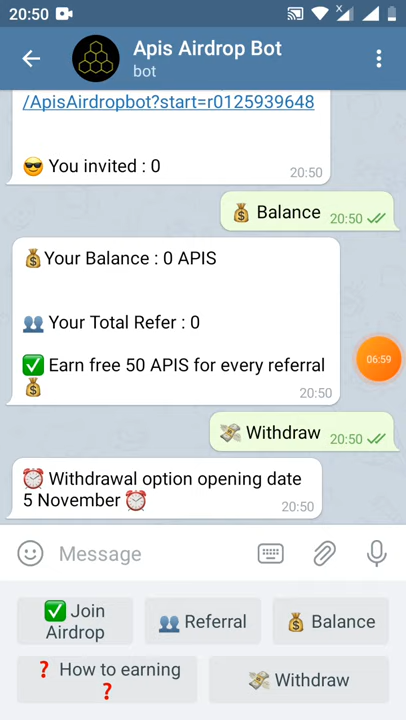 20:50
Apis Airdrop Bot
bot
/ApisAirdropbot?start=r0125939648
😎 You invited : 0
20:50
💰 Balance 20:50
💰Your Balance : 0 APIS
👥 Your Total Refer : 0
✅ Earn free 50 APIS for every referral
💰
20:50
06:59
💸 Withdraw 20:50
⏰ Withdrawal option opening date
5 November ⏰
20:50
Message
✅ Join
Airdrop
👥 Referral
💰 Balance
❓ How to earning
❓
💸 Withdraw